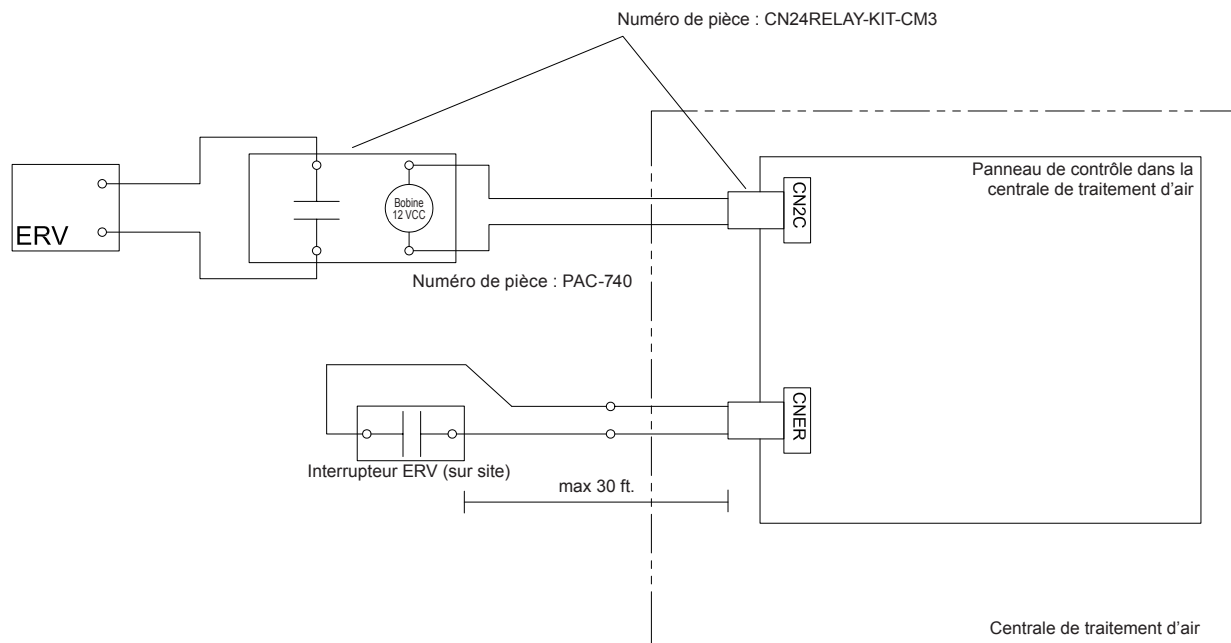 Numéro de pièce : CN24RELAY-KIT-CM3
Panneau de contrôle dans la
centrale de traitement d'air
CN2C
Bobine
12 VCC
ERV
Numéro de pièce : PAC-740
CNER
Interrupteur ERV (sur site)
max 30 ft.
Centrale de traitement d'air